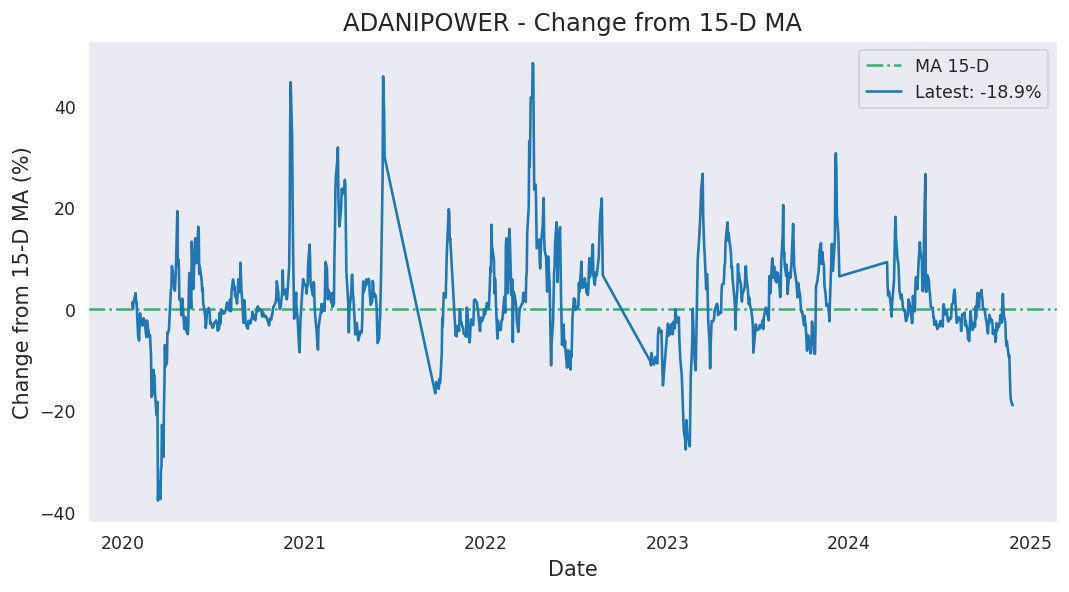 ADANIPOWER - Change from 15-D MA
MA 15-D
Latest: -18.9%
Change from 15-D MA (%)
40
20
0
−20
−40
2020
2021
2022
2023
2024
2025
Date